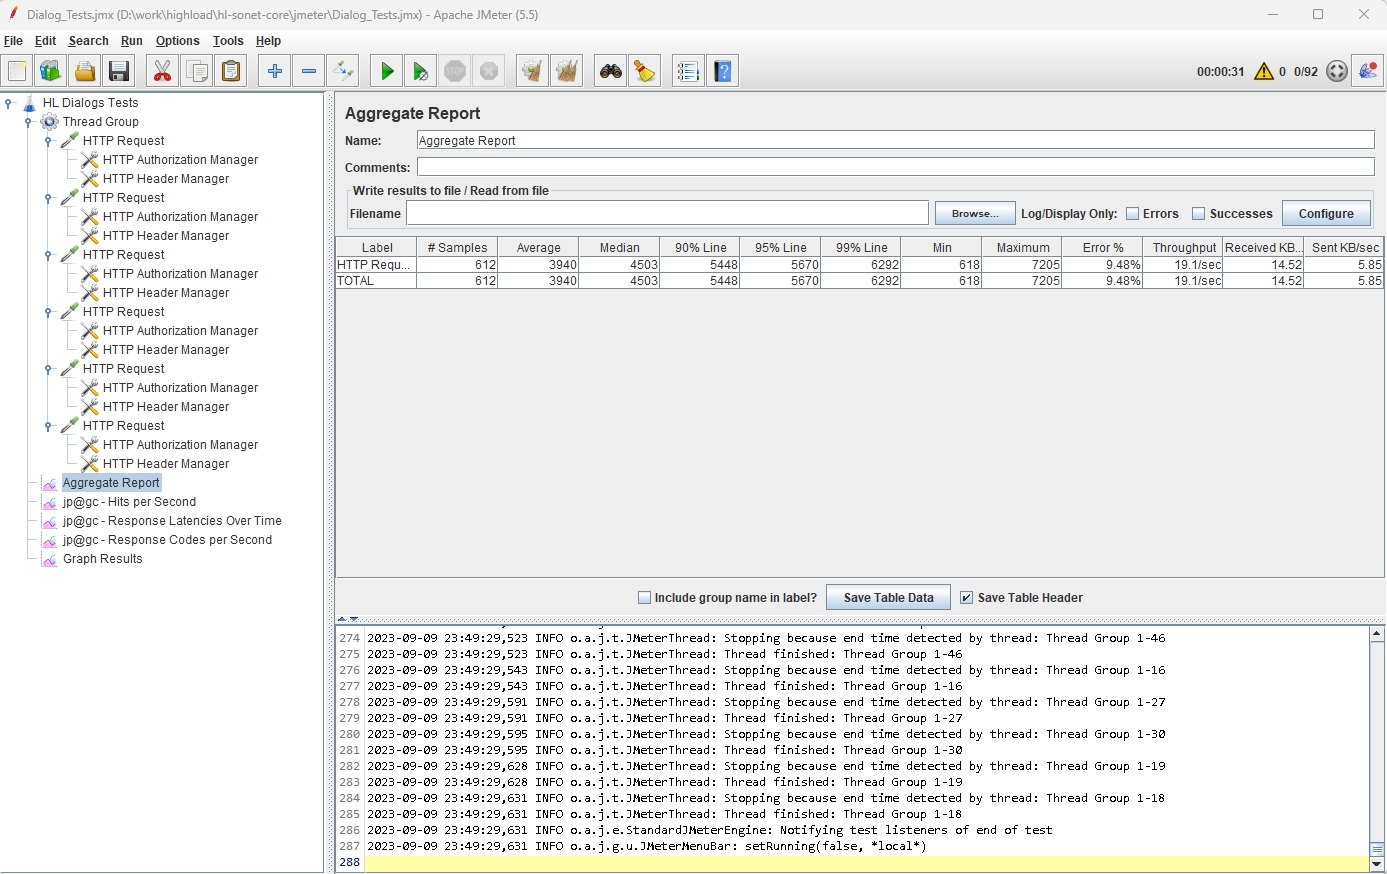 Dialog_Tests.jmx (D:\work\highload\hl-sonet-core\jmeter\Dialog_Tests.jmx) - Apache JMeter (5.5)
File Edit Search Run Options Tools Help
STOP 00:00:31 0 0/92
HL Dialogs Tests
Thread Group
HTTP Request
HTTP Authorization Manager
HTTP Header Manager
HTTP Request
HTTP Authorization Manager
HTTP Header Manager
HTTP Request
HTTP Authorization Manager
HTTP Header Manager
HTTP Request
HTTP Authorization Manager
HTTP Header Manager
HTTP Request
HTTP Authorization Manager
HTTP Header Manager
HTTP Request
HTTP Authorization Manager
HTTP Header Manager
Aggregate Report
jp@gc - Hits per Second
jp@gc - Response Latencies Over Time
jp@gc - Response Codes per Second
Graph Results
Aggregate Report
Name: Aggregate Report
Comments:
Write results to file / Read from file
Filename Browse... Log/Display Only: Errors Successes Configure
Label # Samples Average Median 90% Line 95% Line 99% Line Min Maximum Error % Throughput Received KB... Sent KB/sec
HTTP Requ... 612 3940 4503 5448 5670 6292 618 7205 9.48% 19.1/sec 14.52 5.85
TOTAL 612 3940 4503 5448 5670 6292 618 7205 9.48% 19.1/sec 14.52 5.85
Include group name in label? Save Table Data Save Table Header
274 2023-09-09 23:49:29,523 INFO o.a.j.t.JMeterThread: Stopping because end time detected by thread: Thread Group 1-46
275 2023-09-09 23:49:29,523 INFO o.a.j.t.JMeterThread: Thread finished: Thread Group 1-46
276 2023-09-09 23:49:29,543 INFO o.a.j.t.JMeterThread: Stopping because end time detected by thread: Thread Group 1-16
277 2023-09-09 23:49:29,543 INFO o.a.j.t.JMeterThread: Thread finished: Thread Group 1-16
278 2023-09-09 23:49:29,591 INFO o.a.j.t.JMeterThread: Stopping because end time detected by thread: Thread Group 1-27
279 2023-09-09 23:49:29,591 INFO o.a.j.t.JMeterThread: Thread finished: Thread Group 1-27
280 2023-09-09 23:49:29,595 INFO o.a.j.t.JMeterThread: Stopping because end time detected by thread: Thread Group 1-30
281 2023-09-09 23:49:29,595 INFO o.a.j.t.JMeterThread: Thread finished: Thread Group 1-30
282 2023-09-09 23:49:29,628 INFO o.a.j.t.JMeterThread: Stopping because end time detected by thread: Thread Group 1-19
283 2023-09-09 23:49:29,628 INFO o.a.j.t.JMeterThread: Thread finished: Thread Group 1-19
284 2023-09-09 23:49:29,631 INFO o.a.j.t.JMeterThread: Stopping because end time detected by thread: Thread Group 1-18
285 2023-09-09 23:49:29,631 INFO o.a.j.t.JMeterThread: Thread finished: Thread Group 1-18
286 2023-09-09 23:49:29,631 INFO o.a.j.e.StandardJMeterEngine: Notifying test listeners of end of test
287 2023-09-09 23:49:29,631 INFO o.a.j.g.u.JMeterMenuBar: setRunning(false, *local*)
288